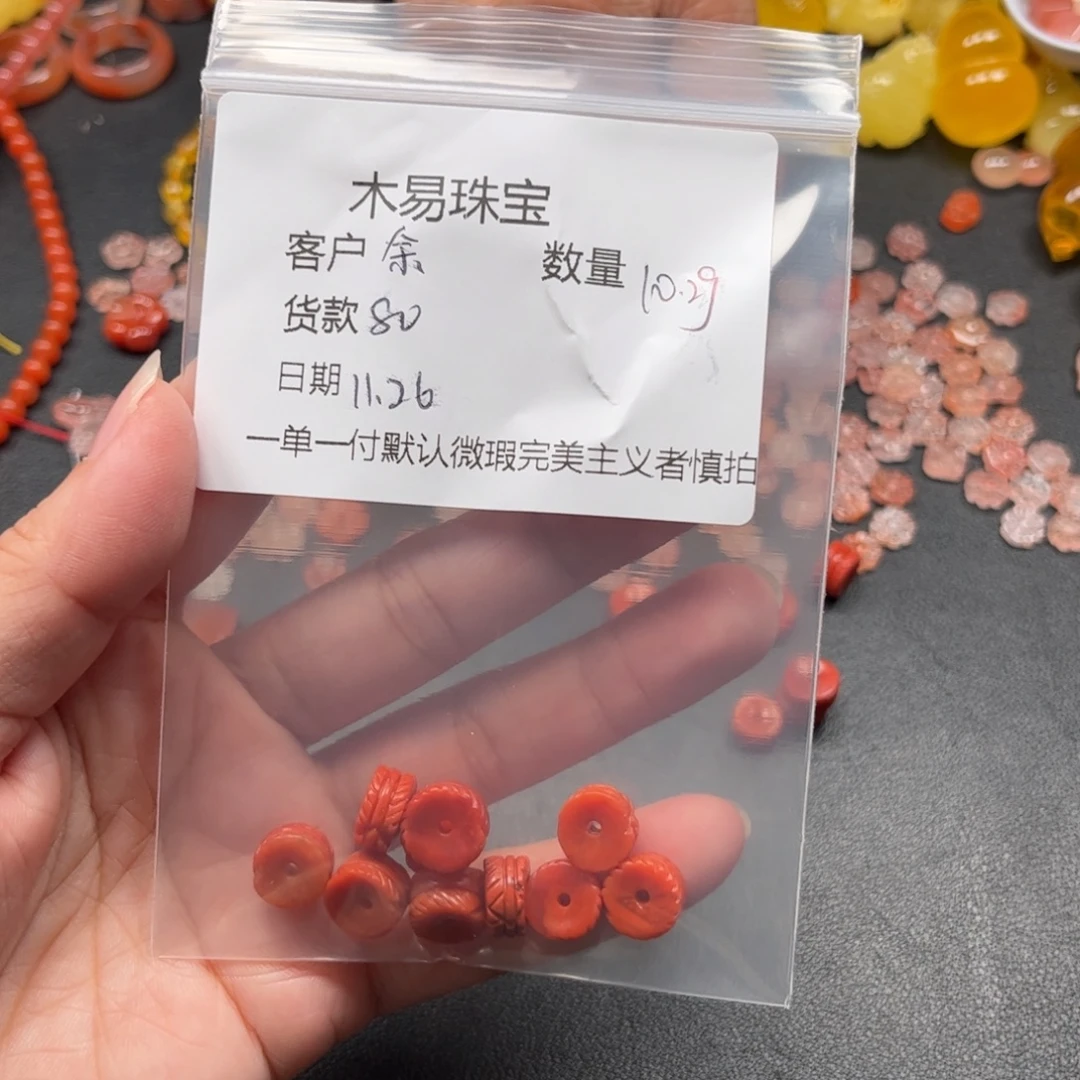 木易珠宝
客户 余 数量 10.2g
货款 80
日期 11.26
一单一付默认微瑕完美主义者慎拍